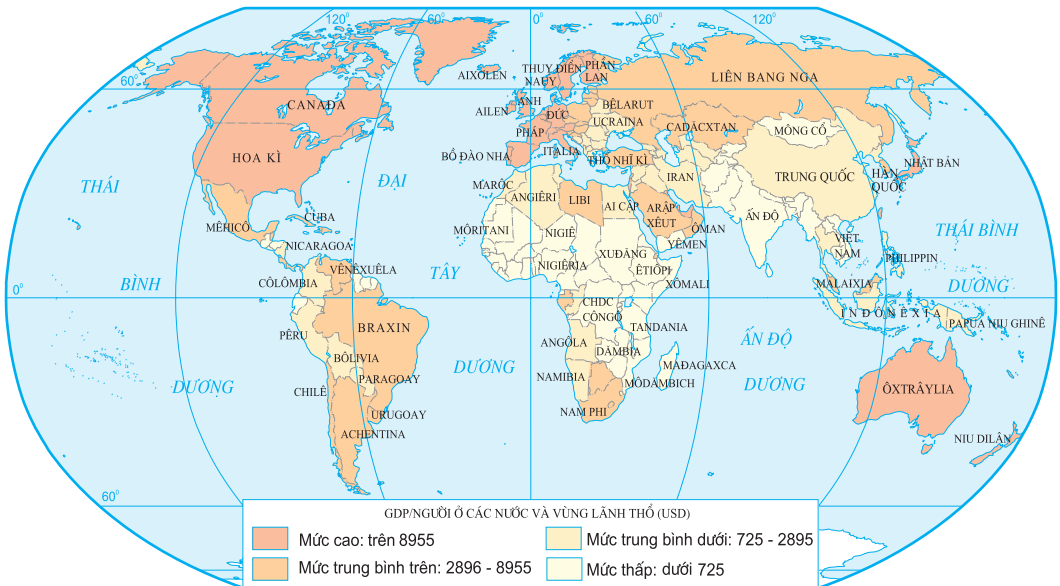 120° 60° 0° 60° 120°
60°
AIXƠLEN
THUỴ ĐIỂN
PHẦN
LAN
NAUY
LIÊN BANG NGA
CANAĐA
AILEN
ANH
ĐỨC
BÊLARUT
UCRAINA
CADĂCXTAN
MÔNG CỔ
PHÁP
HOA KÌ
BỒ ĐÀO NHA
ITALIA
THỔ NHĨ KÌ
IRAN
TRUNG QUỐC
HÀN
QUỐC
NHẬT BẢN
THÁI
ĐẠI
MARÔC
ANGIÊRI
LIBI
AI CẬP
ARẬP
XÊUT
ÔMAN
ẤN ĐỘ
CUBA
MÊHICÔ
MÔRITANI
NIGIÊ
YÊMEN
VIỆT
NAM
THÁI BÌNH
NICARAGOA
XUĐĂNG
PHILIPPIN
BÌNH
TÂY
VÊNÊXUÊLA
CÔLÔMBIA
NIGIÊRIA
ÊTIÔPI
XÔMALI
MALAIXIA
DƯƠNG
0°
CHDC
CÔNGÔ
INĐÔNÊXIA
PAPUA NIU GHINÊ
PÊRU
BRAXIN
TANDANIA
ANGÔLA
DĂMBIA
ẤN ĐỘ
BÔLIVIA
DƯƠNG
MAĐAGAXCA
DƯƠNG
PARAGOAY
NAMIBIA
MÔDĂMBICH
DƯƠNG
ÔXTRÂYLIA
CHILÊ
URUGOAY
NAM PHI
ACHENTINA
NIU DILÂN
60°
GDP/NGƯỜI Ở CÁC NƯỚC VÀ VÙNG LÃNH THỔ (USD)
Mức cao: trên 8955
Mức trung bình dưới: 725 - 2895
Mức trung bình trên: 2896 - 8955
Mức thấp: dưới 725